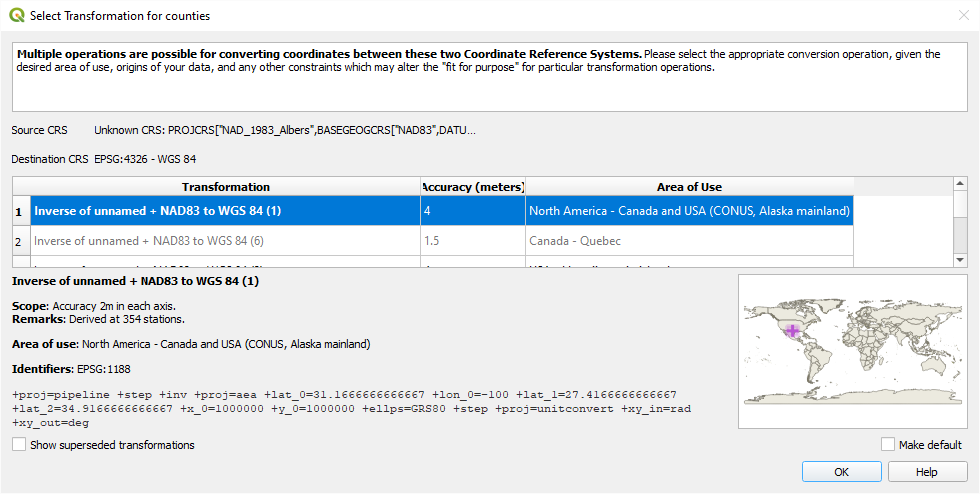 Select Transformation for counties
Multiple operations are possible for converting coordinates between these two Coordinate Reference Systems. Please select the appropriate conversion operation, given the
desired area of use, origins of your data, and any other constraints which may alter the "fit for purpose" for particular transformation operations.
Source CRS Unknown CRS: PROJCRS["NAD_1983_Albers",BASEGEOGCRS["NAD83",DATU...
Destination CRS EPSG:4326 - WGS 84
Transformation Accuracy (meters) Area of Use
1 Inverse of unnamed + NAD83 to WGS 84 (1) 4 North America - Canada and USA (CONUS, Alaska mainland)
2 Inverse of unnamed + NAD83 to WGS 84 (6) 1.5 Canada - Quebec
Inverse of unnamed + NAD83 to WGS 84 (1)
Scope: Accuracy 2m in each axis.
Remarks: Derived at 354 stations.
Area of use: North America - Canada and USA (CONUS, Alaska mainland)
Identifiers: EPSG:1188
+proj=pipeline +step +inv +proj=aea +lat_0=31.1666666666667 +lon_0=-100 +lat_1=27.4166666666667
+lat_2=34.9166666666667 +x_0=1000000 +y_0=1000000 +ellps=GRS80 +step +proj=unitconvert +xy_in=rad
+xy_out=deg
Show superseded transformations
Make default
OK Help